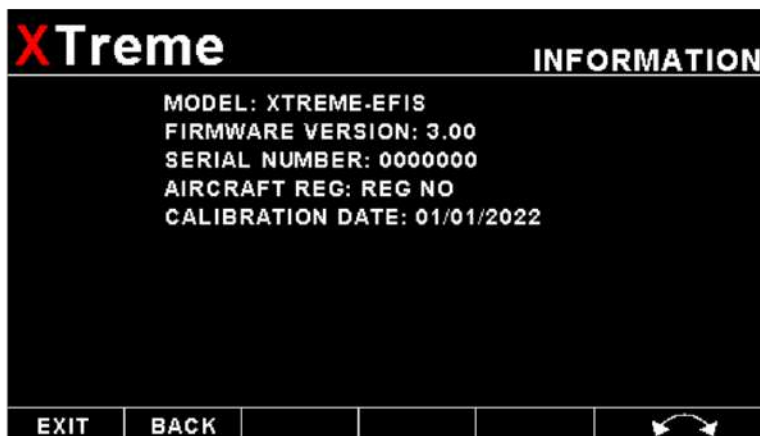 XTreme
INFORMATION
MODEL: XTREME-EFIS
FIRMWARE VERSION: 3.00
SERIAL NUMBER: 0000000
AIRCRAFT REG: REG NO
CALIBRATION DATE: 01/01/2022
EXIT BACK